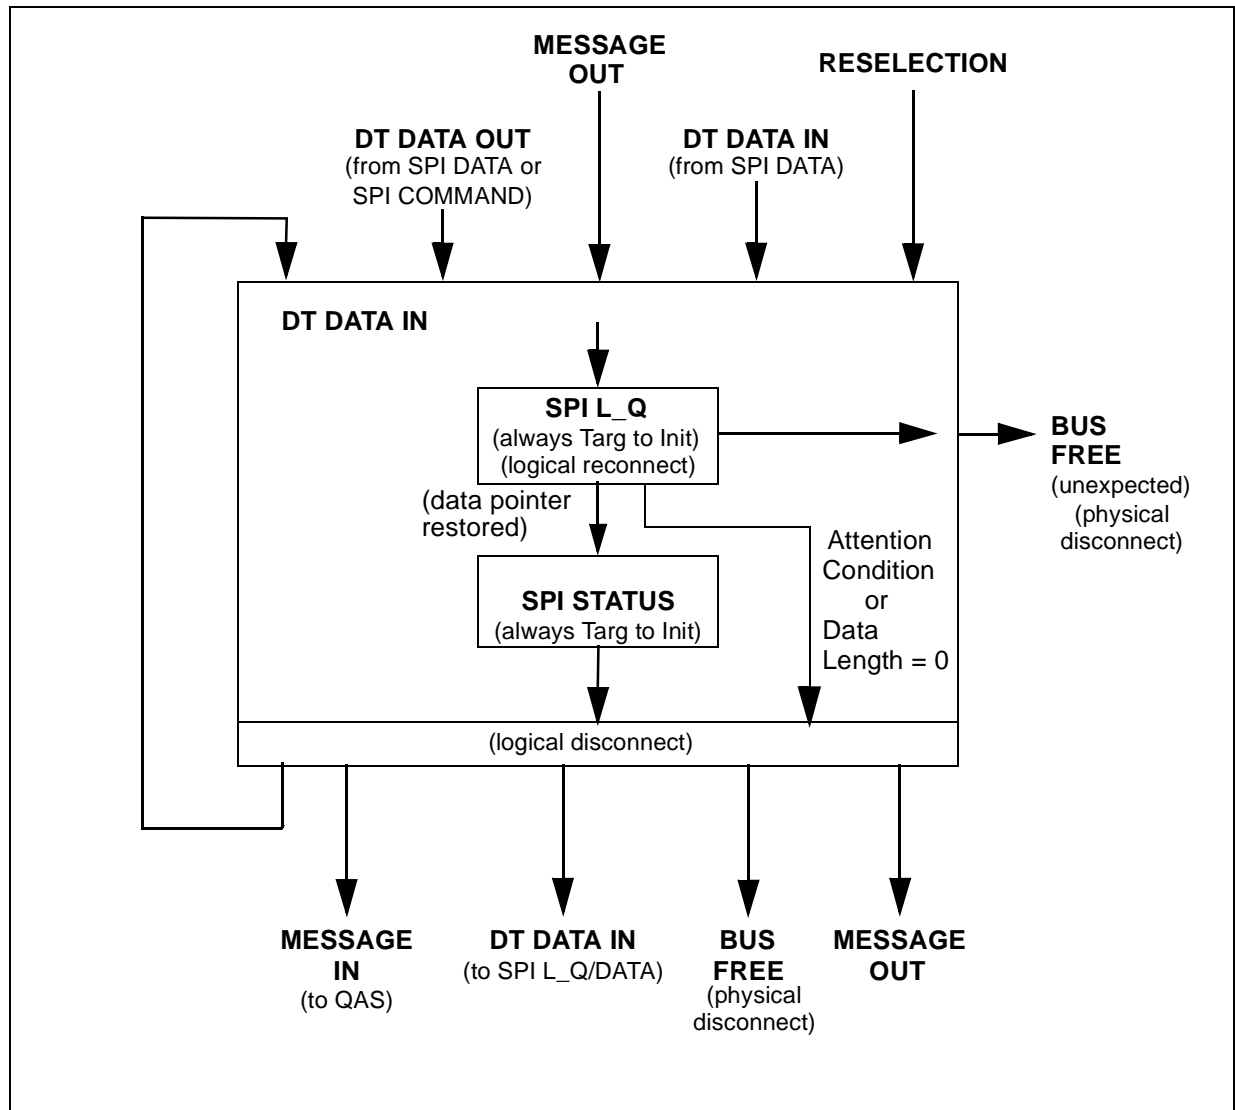 MESSAGE
OUT
RESELECTION
DT DATA OUT
(from SPI DATA or
SPI COMMAND)
DT DATA IN
(from SPI DATA)
DT DATA IN
SPI L_Q
(always Targ to Init)
(logical reconnect)
(data pointer
restored)
SPI STATUS
(always Targ to Init)
Attention
Condition
or
Data
Length = 0
BUS
FREE
(unexpected)
(physical
disconnect)
(logical disconnect)
MESSAGE
IN
(to QAS)
DT DATA IN
(to SPI L_Q/DATA)
BUS
FREE
(physical
disconnect)
MESSAGE
OUT